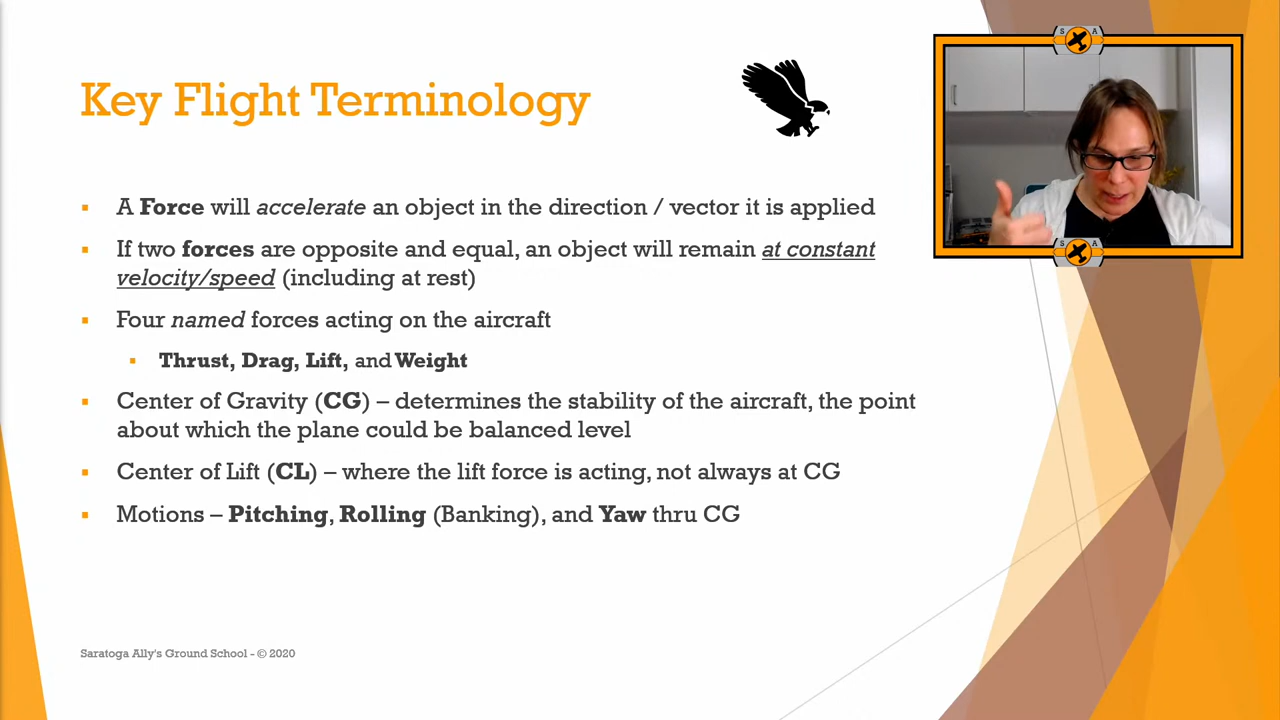 Key Flight Terminology
S A
▪ A Force will accelerate an object in the direction / vector it is applied
▪ If two forces are opposite and equal, an object will remain at constant
velocity/speed (including at rest)
▪ Four named forces acting on the aircraft
▪ Thrust, Drag, Lift, and Weight
▪ Center of Gravity (CG) – determines the stability of the aircraft, the point
about which the plane could be balanced level
▪ Center of Lift (CL) – where the lift force is acting, not always at CG
▪ Motions – Pitching, Rolling (Banking), and Yaw thru CG
S A
Saratoga Ally's Ground School - © 2020